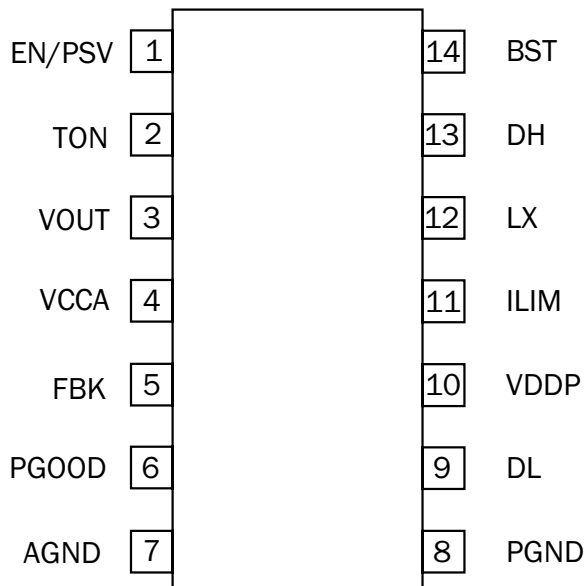 EN/PSV 1 14 BST
TON 2 13 DH
VOUT 3 12 LX
VCCA 4 11 ILIM
FBK 5 10 VDDP
PGOOD 6 9 DL
AGND 7 8 PGND